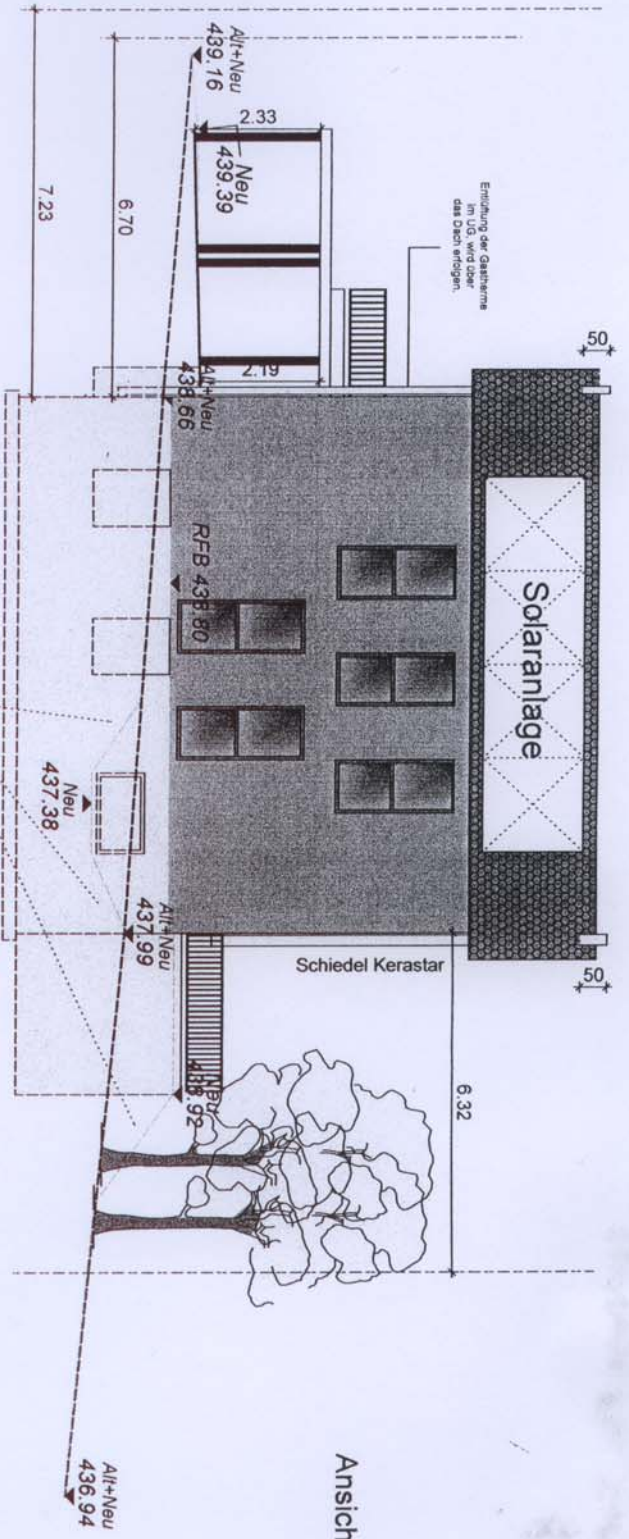 50
50
Solaranlage
Entlüftung der Gastherme
im UG, wird über
das Dach erfolgen.
2.33
2.19
Schiedel Kerastar
6.32
Alt+Neu
439.16
Neu
439.39
Alt+Neu
438.66
RFB 438.80
Neu
437.38
Alt+Neu
437.99
Neu
438.92
Alt+Neu
436.94
6.70
7.23
Ansich